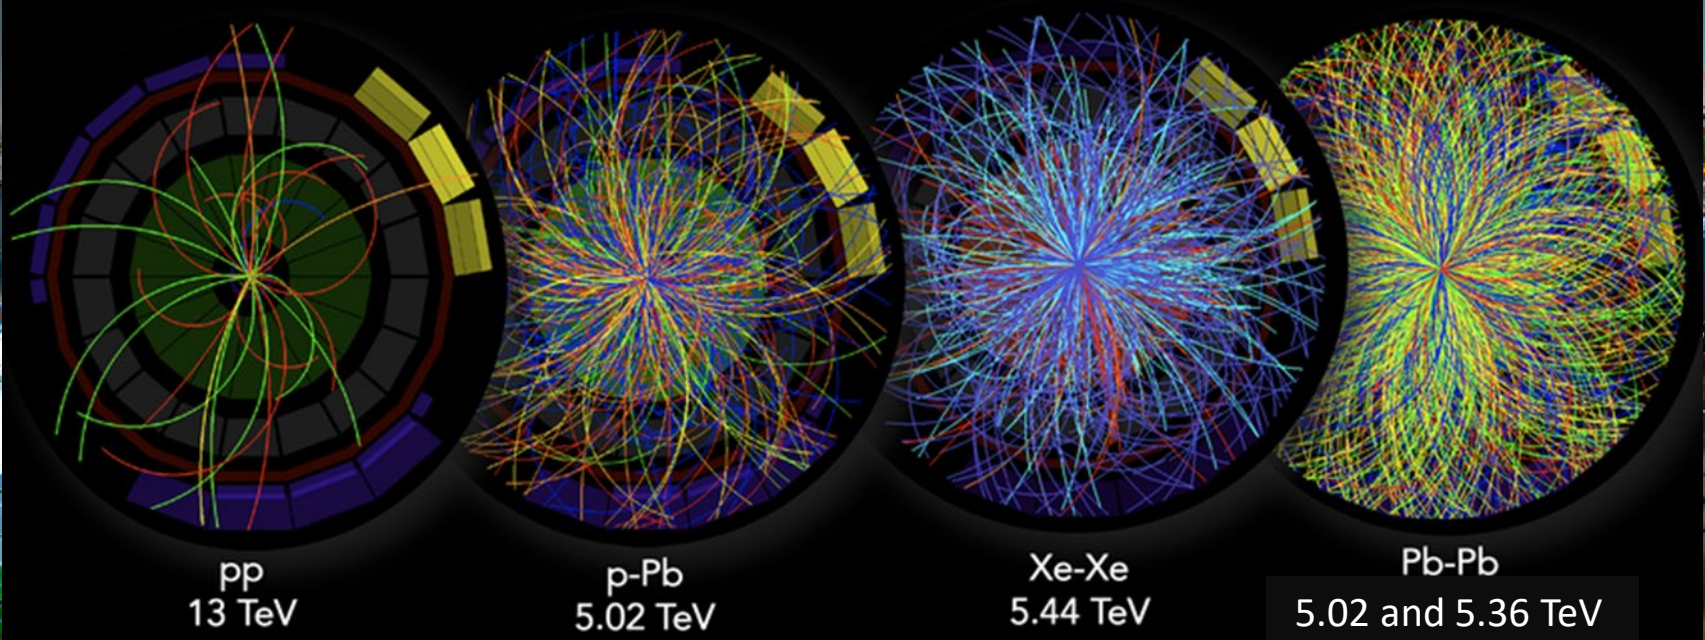 pp
13 TeV
p-Pb
5.02 TeV
Xe-Xe
5.44 TeV
Pb-Pb
5.02 and 5.36 TeV